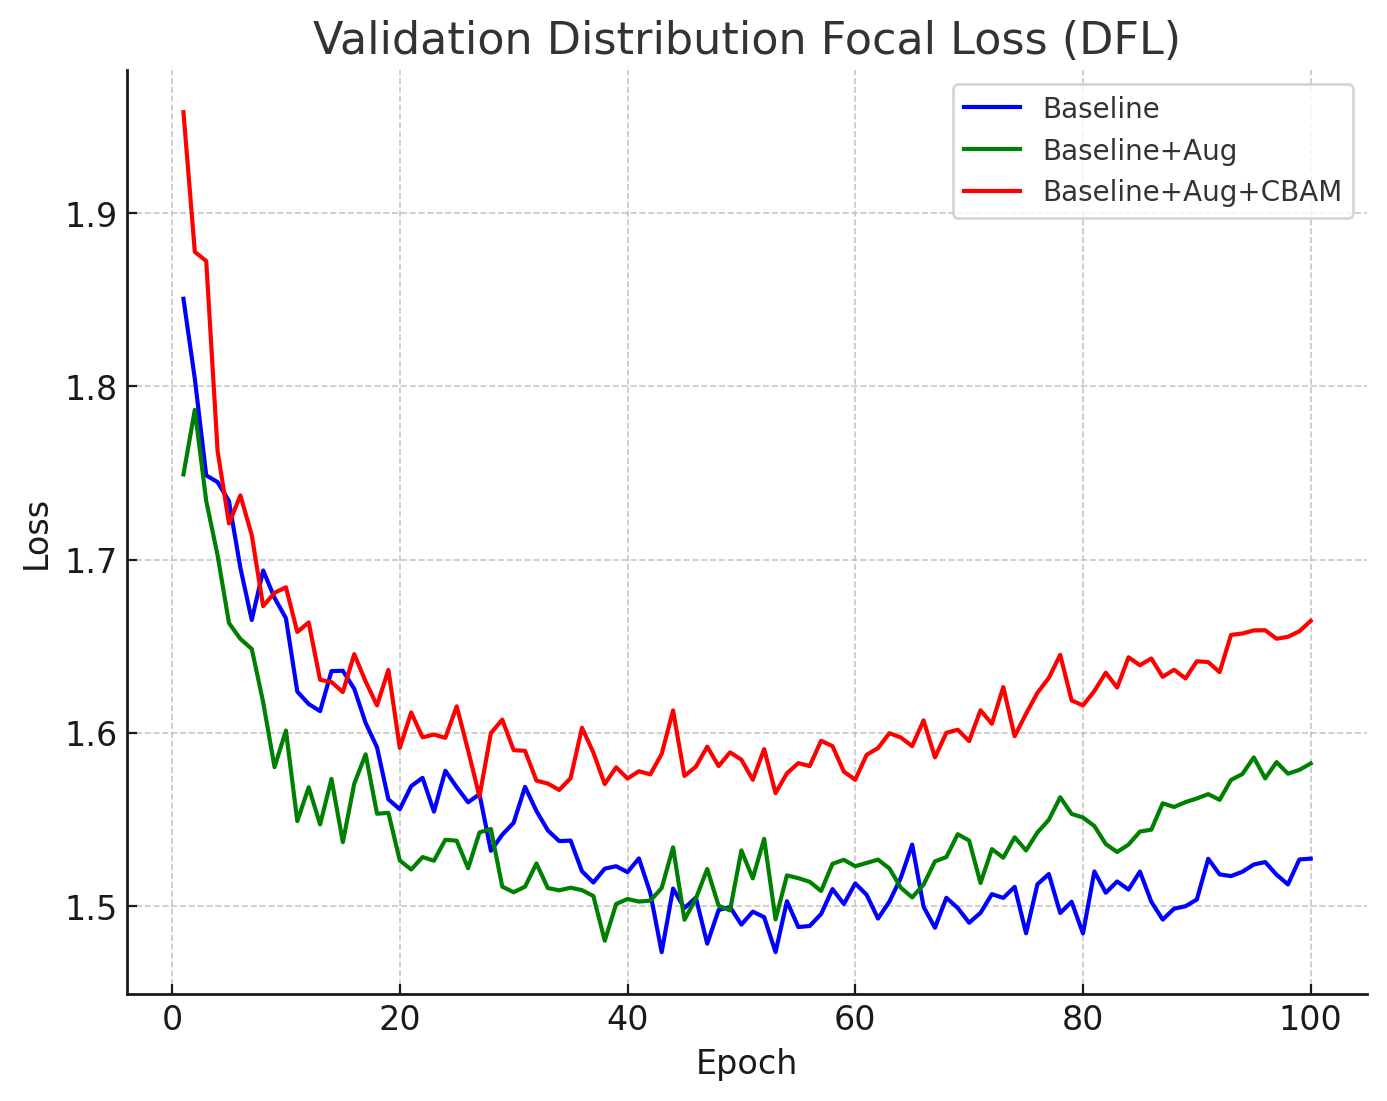 Validation Distribution Focal Loss (DFL)
Baseline
Baseline+Aug
Baseline+Aug+CBAM
Loss
1.9
1.8
1.7
1.6
1.5
0 20 40 60 80 100
Epoch